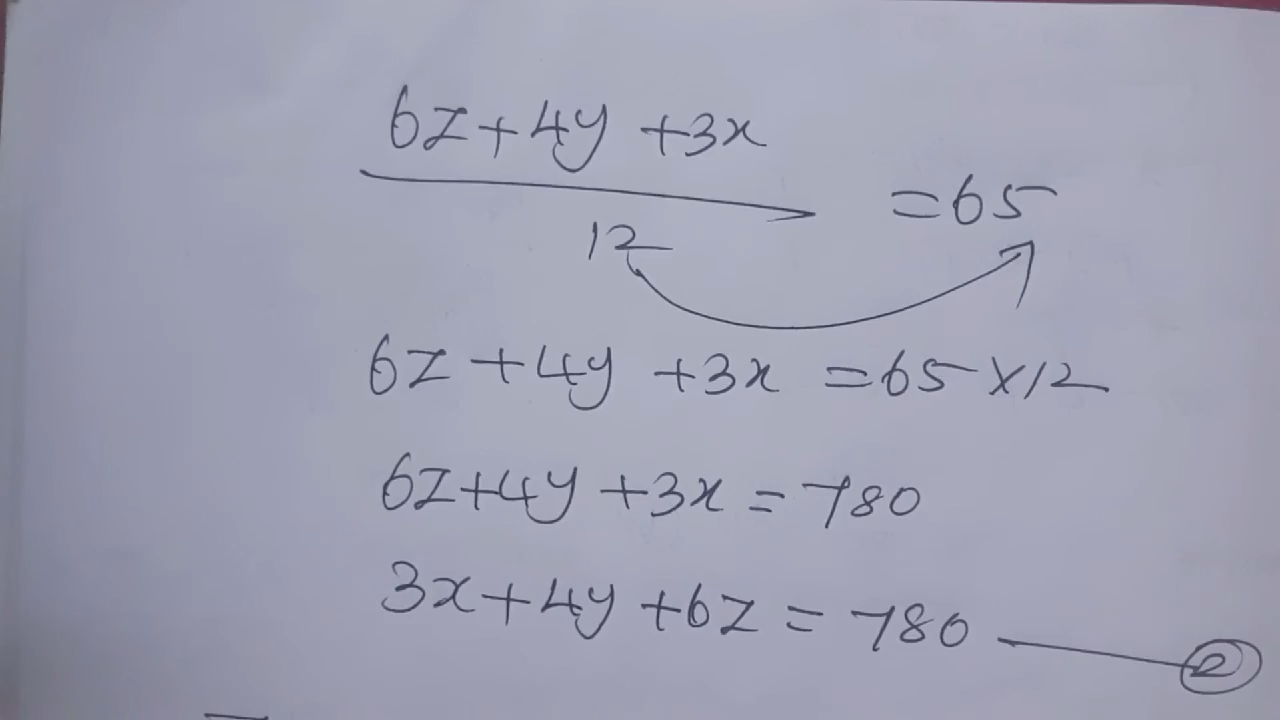 6z+4y +3x
12
=65
6z +4y +3x =65×12
6z+4y +3x = 780
3x+4y +6z = 780 — ②